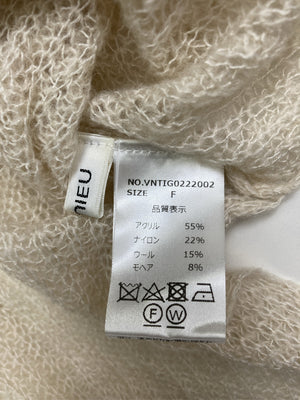 NIEU
NO.VNTIG0222002
SIZE F
品質表示
アクリル 55%
ナイロン 22%
ウール 15%
モヘア 8%
F W